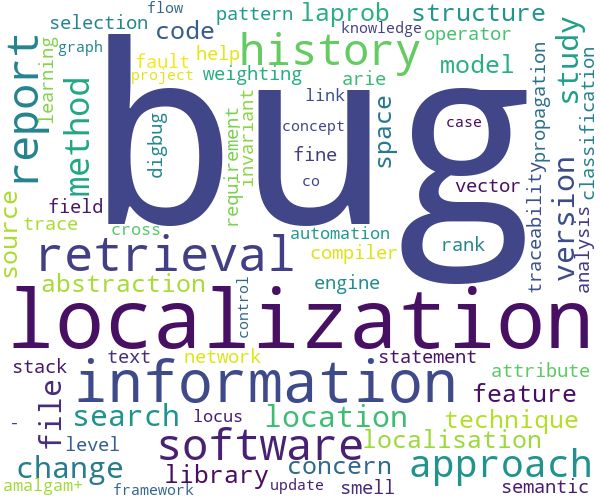 flow
selection
pattern
laprob
structure
code
knowledge
operator
graph
learning
report
bug
history
fault
help
project
weighting
arie
model
study
method
digbug
requirement
invariant
link
concept
fine
co
space
case
vector
rank
propagation
traceability
classification
version
analysis
source
field
trace
cross
automation
compiler
retrieval
abstraction
control
engine
localization
stack
text
network
statement
attribute
information
file
feature
search
locus
location
technique
-
level
software
localisation
change
library
concern
approach
amalgam+
framework
update
smell
semantic